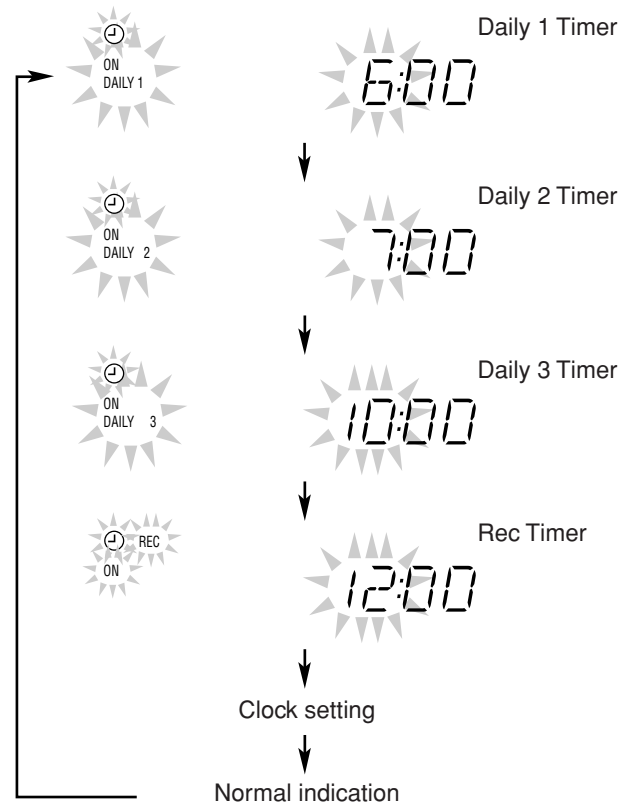 Daily 1 Timer
ON
DAILY 1
6:00
Daily 2 Timer
ON
DAILY 2
7:00
Daily 3 Timer
ON
DAILY 3
10:00
Rec Timer
REC
ON
12:00
Clock setting
Normal indication